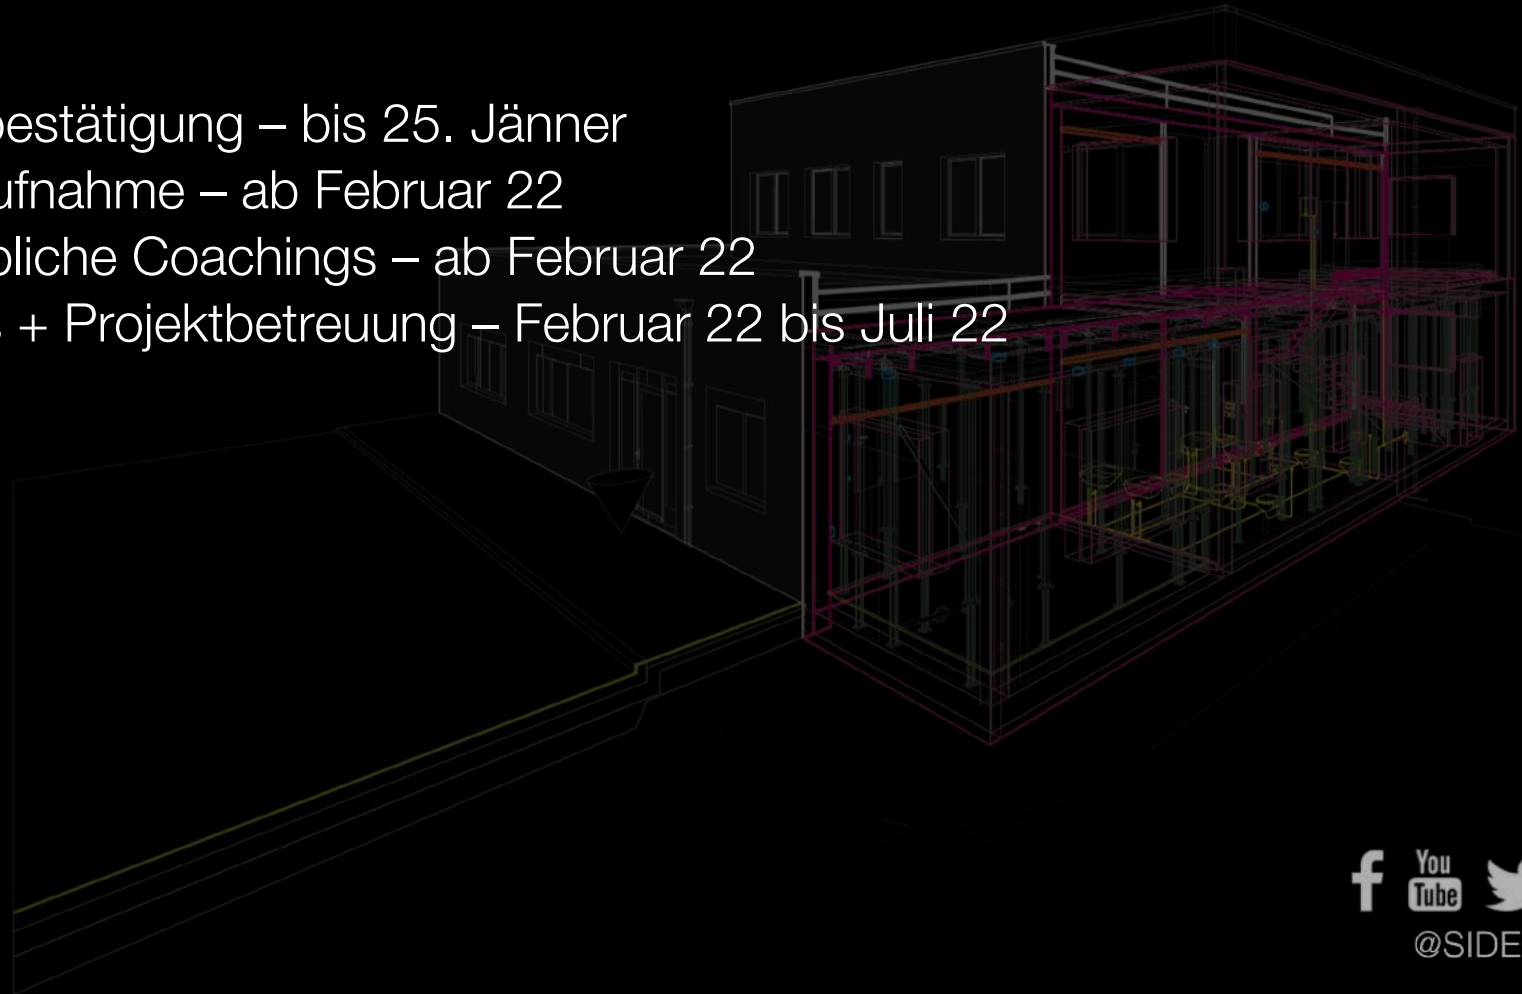 bestätigung – bis 25. Jänner
ufnahme – ab Februar 22
bliche Coachings – ab Februar 22
s + Projektbetreuung – Februar 22 bis Juli 22
f You Tube
@SIDE